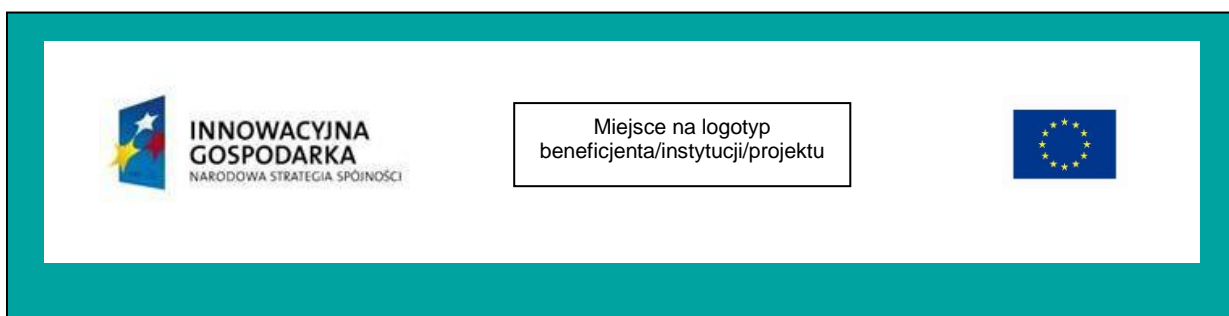 INNOWACYJNA
GOSPODARKA
NARODOWA STRATEGIA SPÓJNOŚCI
Miejsce na logotyp
beneficjenta/instytucji/projektu